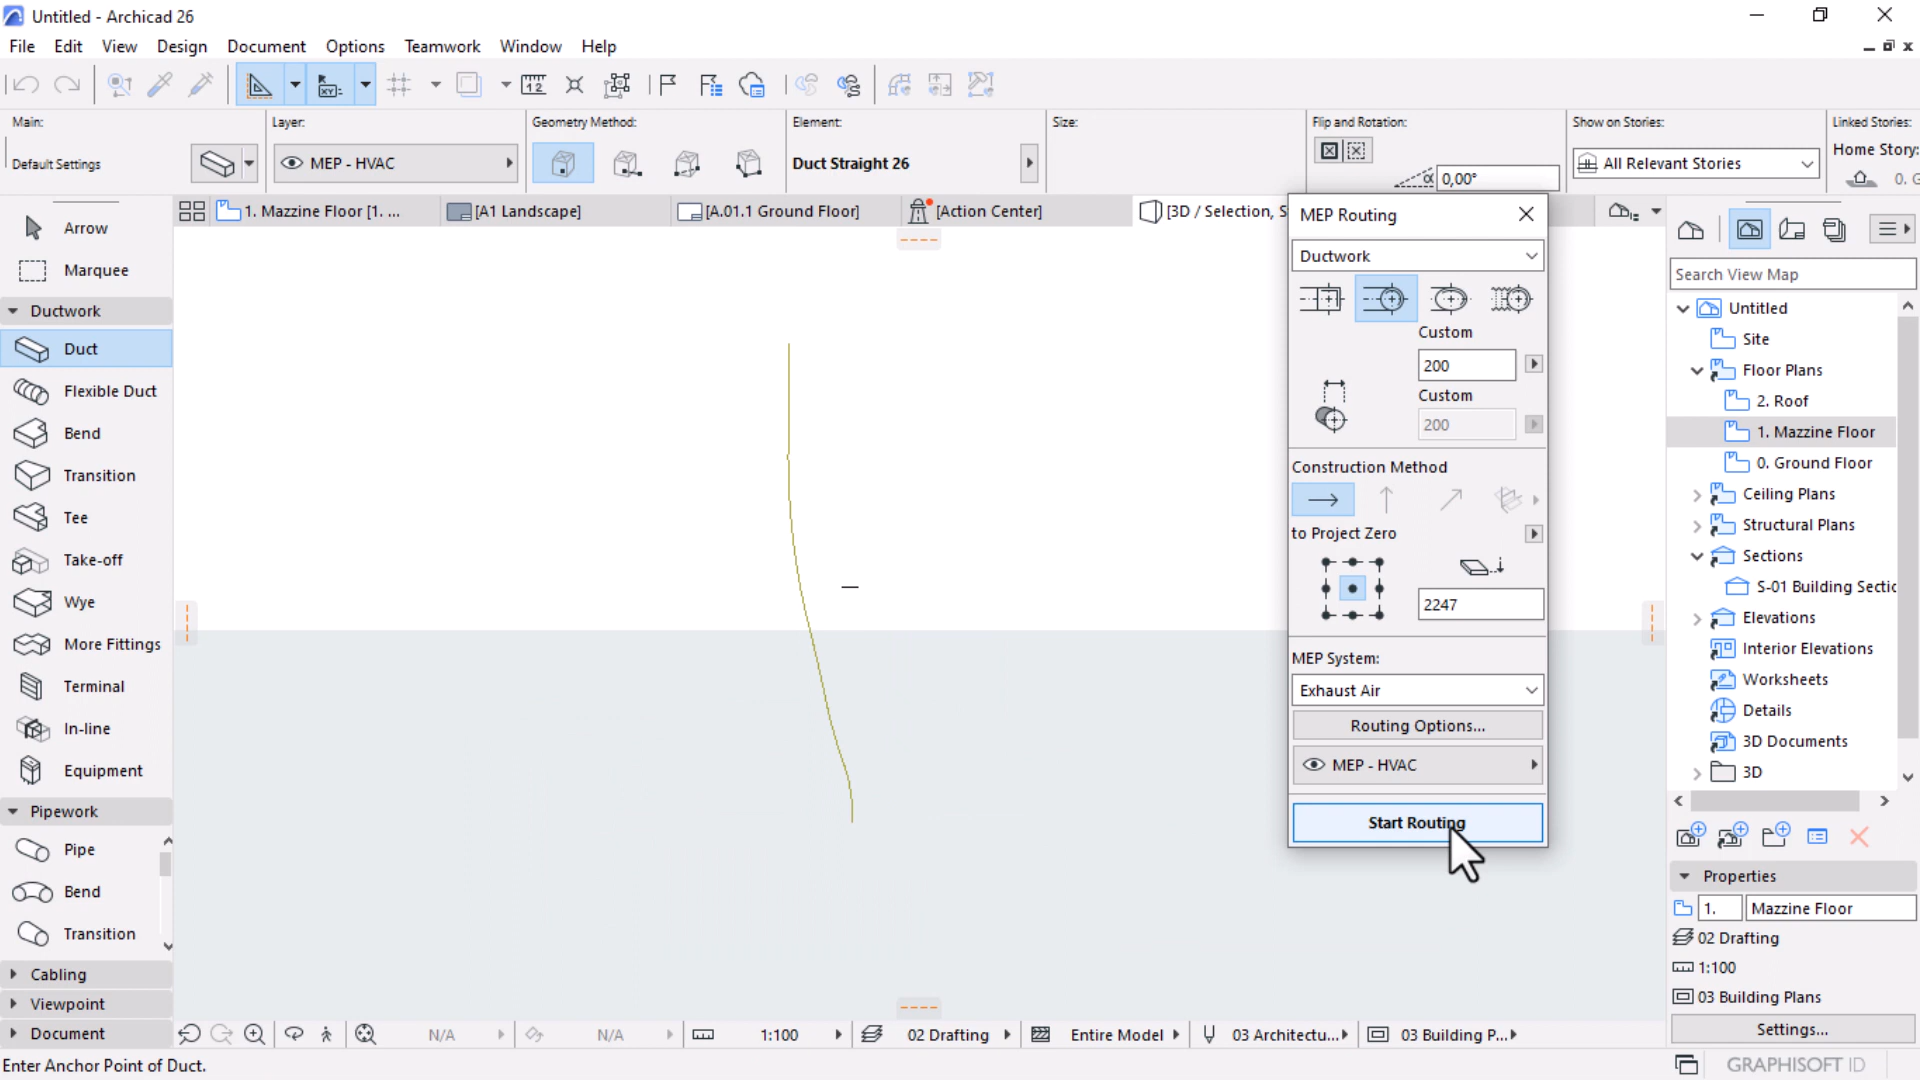 Untitled - Archicad 26
File Edit View Design Document Options Teamwork Window Help
Main: Layer: Geometry Method: Element: Size: Flip and Rotation: Show on Stories: Linked Stories:
Default Settings MEP - HVAC Duct Straight 26 0,00° All Relevant Stories Home Story:
0. G
1. Mazzine Floor [1. ... [A1 Landscape] [A.01.1 Ground Floor] [Action Center] [3D / Selection, S
Arrow
Marquee
Ductwork
Duct
Flexible Duct
Bend
Transition
Tee
Take-off
Wye
More Fittings
Terminal
In-line
Equipment
Pipework
Pipe
Bend
Transition
Cabling
Viewpoint
Document
MEP Routing
Ductwork
Custom
200
Custom
200
Construction Method
to Project Zero
2247
MEP System:
Exhaust Air
Routing Options...
MEP - HVAC
Start Routing
Search View Map
Untitled
Site
Floor Plans
2. Roof
1. Mazzine Floor
0. Ground Floor
Ceiling Plans
Structural Plans
Sections
S-01 Building Sectic
Elevations
Interior Elevations
Worksheets
Details
3D Documents
3D
Properties
1. Mazzine Floor
02 Drafting
1:100
03 Building Plans
Settings...
N/A N/A 1:100 02 Drafting Entire Model 03 Architectu... 03 Building P...
Enter Anchor Point of Duct.
GRAPHISOFT ID